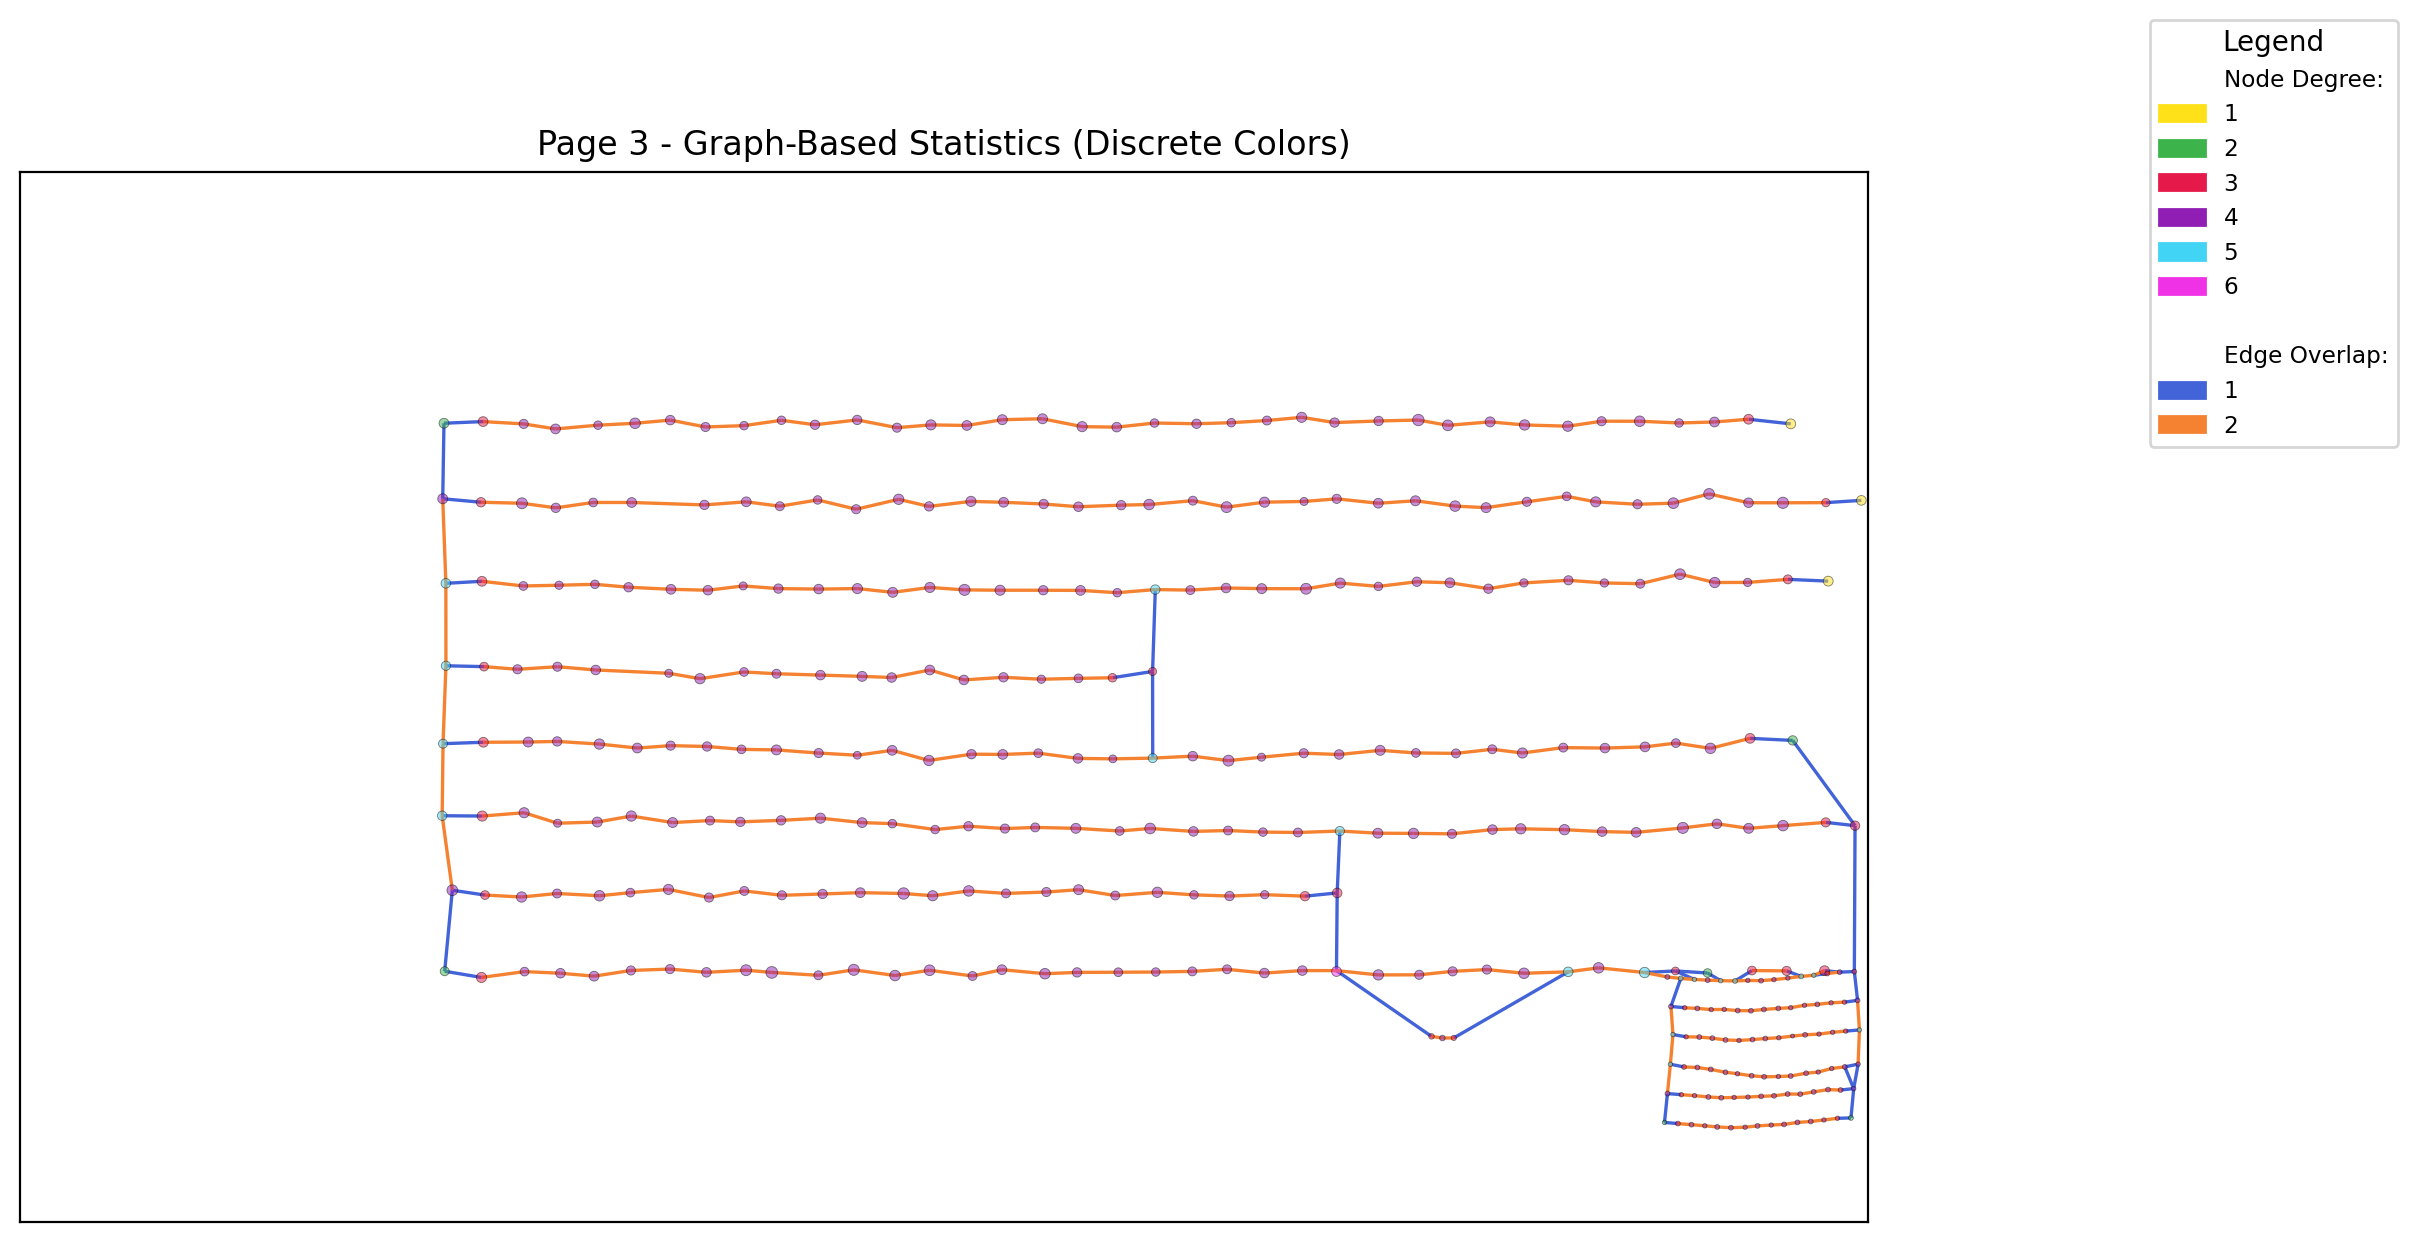 Page 3 - Graph-Based Statistics (Discrete Colors)
Legend
Node Degree:
1
2
3
4
5
6
Edge Overlap:
1
2